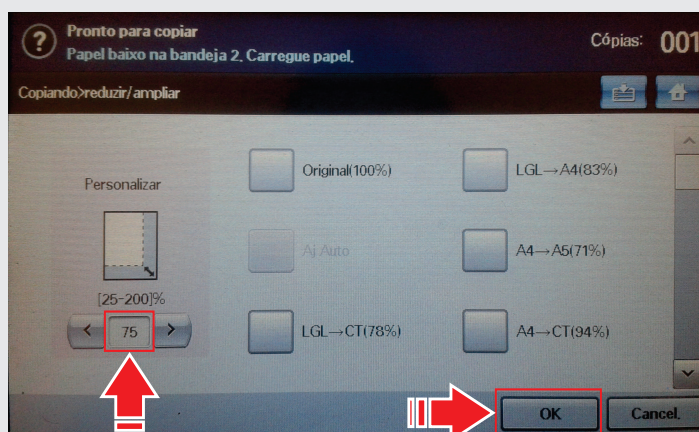 Pronto para copiar
Papel baixo na bandeja 2. Carregue papel.
Cópias: 001
Copiando>reduzir/ampliar
Personalizar
[25-200]%
75
Original(100%)
Aj Auto
LGL→CT(78%)
LGL→A4(83%)
A4→A5(71%)
A4→CT(94%)
OK
Cancel.